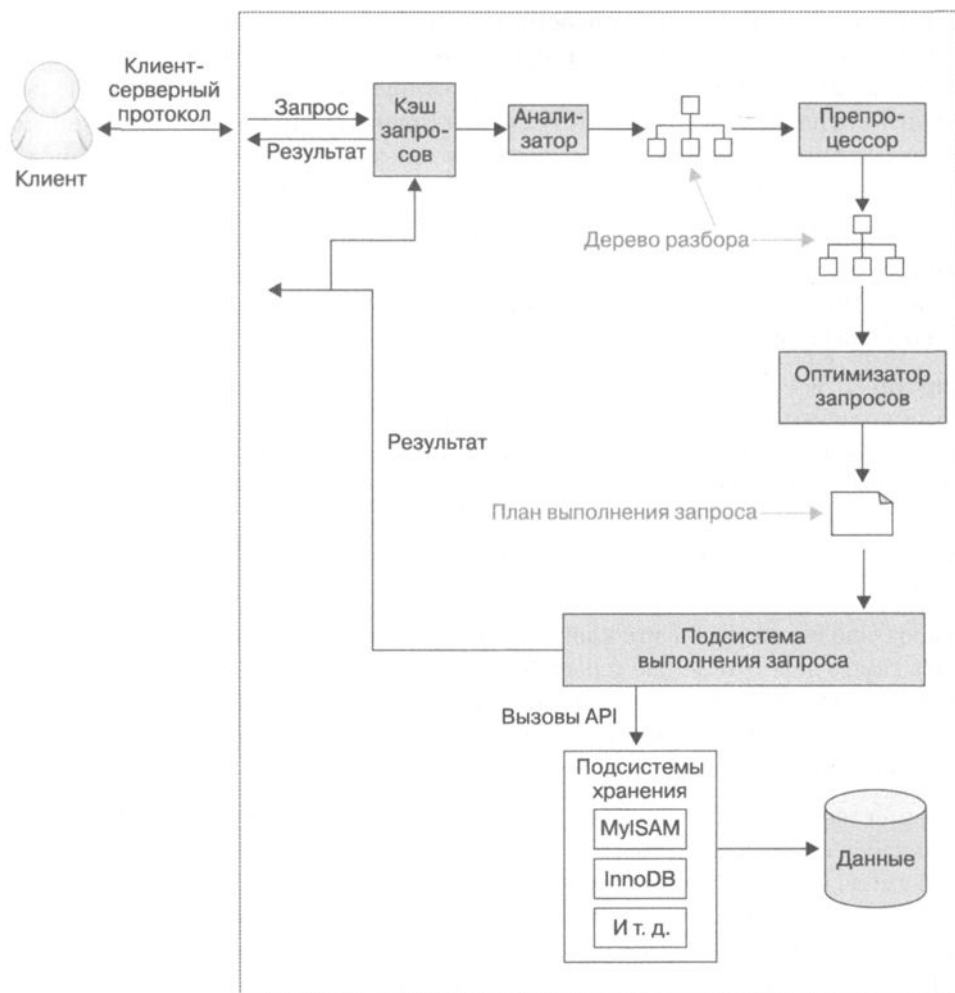 Клиент-
серверный
протокол
Клиент
Запрос
Результат
Кэш
запро-
сов
Анали-
затор
Препро-
цессор
Дерево разбора
Оптимизатор
запросов
Результат
План выполнения запроса
Подсистема
выполнения запроса
Вызовы API
Подсистемы
хранения
MyISAM
InnoDB
И т. д.
Данные